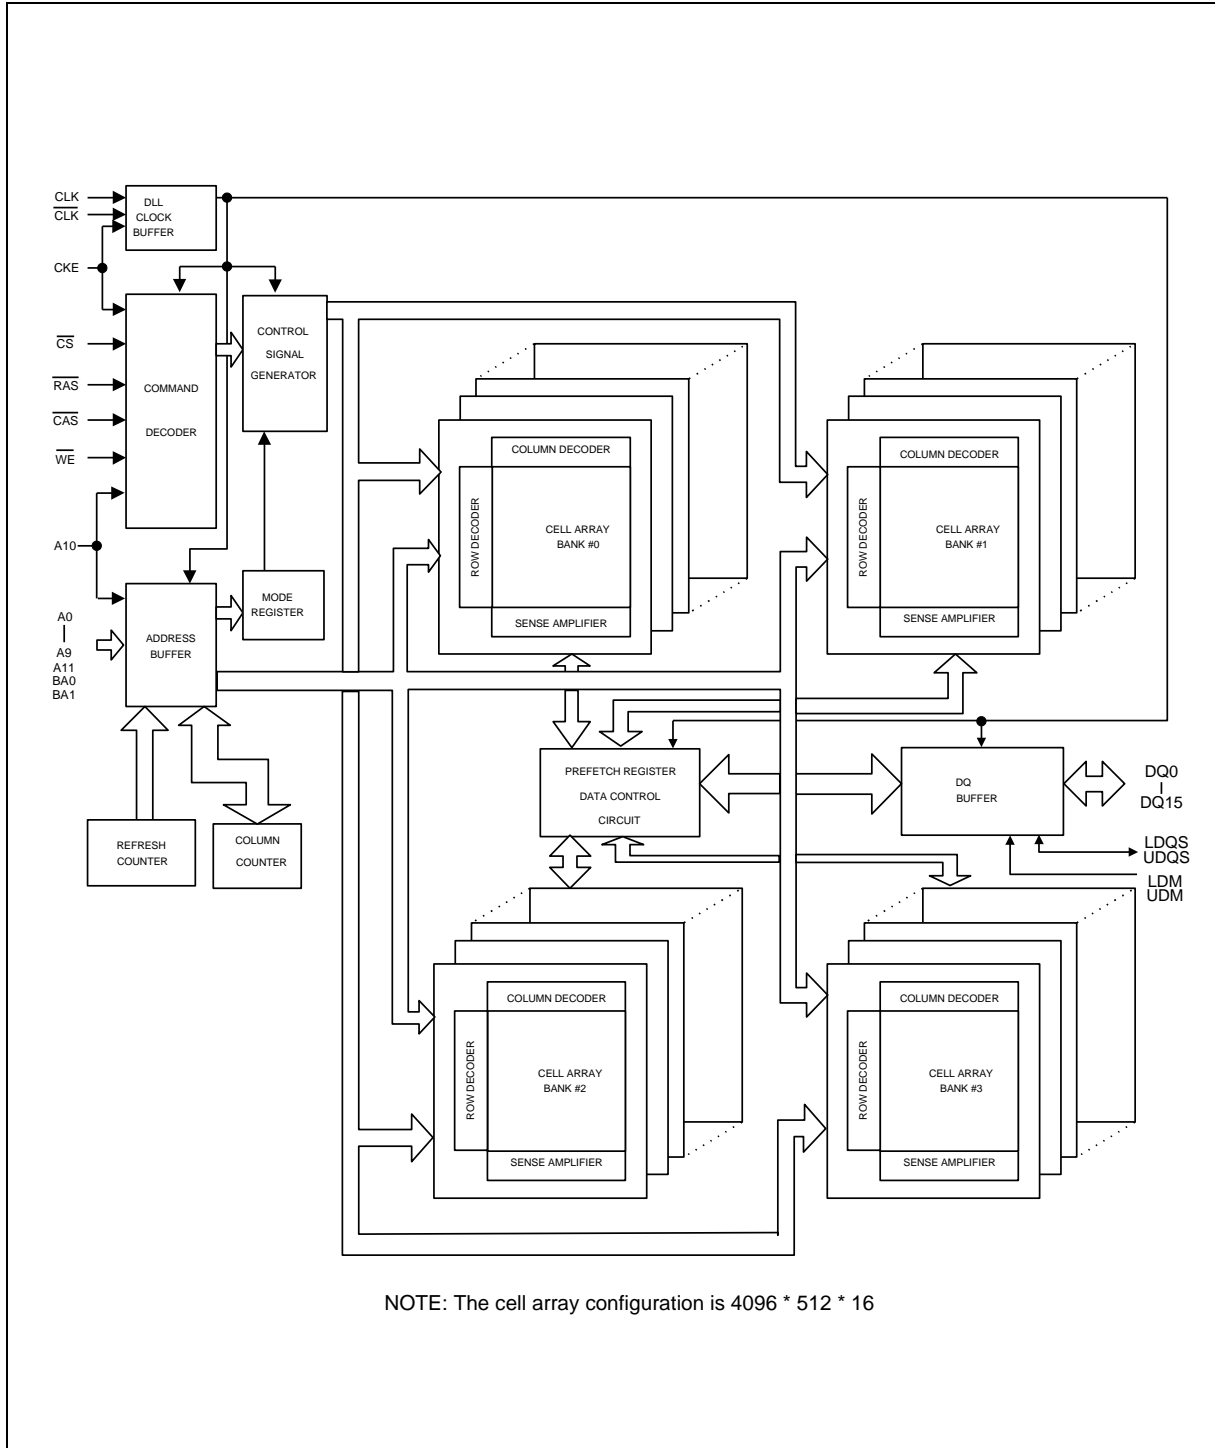 CLK
CLK
CKE
CS
RAS
CAS
WE
A10
A0
A9
A11
BA0
BA1
DLL
CLOCK
BUFFER
COMMAND
DECODER
CONTROL
SIGNAL
GENERATOR
MODE
REGISTER
ADDRESS
BUFFER
REFRESH
COUNTER
COLUMN
COUNTER
COLUMN DECODER
ROW DECODER
CELL ARRAY
BANK #0
SENSE AMPLIFIER
COLUMN DECODER
ROW DECODER
CELL ARRAY
BANK #1
SENSE AMPLIFIER
PREFETCH REGISTER
DATA CONTROL
CIRCUIT
DQ
BUFFER
DQ0
DQ15
LDQS
UDQS
LDM
UDM
COLUMN DECODER
ROW DECODER
CELL ARRAY
BANK #2
SENSE AMPLIFIER
COLUMN DECODER
ROW DECODER
CELL ARRAY
BANK #3
SENSE AMPLIFIER
NOTE: The cell array configuration is 4096 * 512 * 16